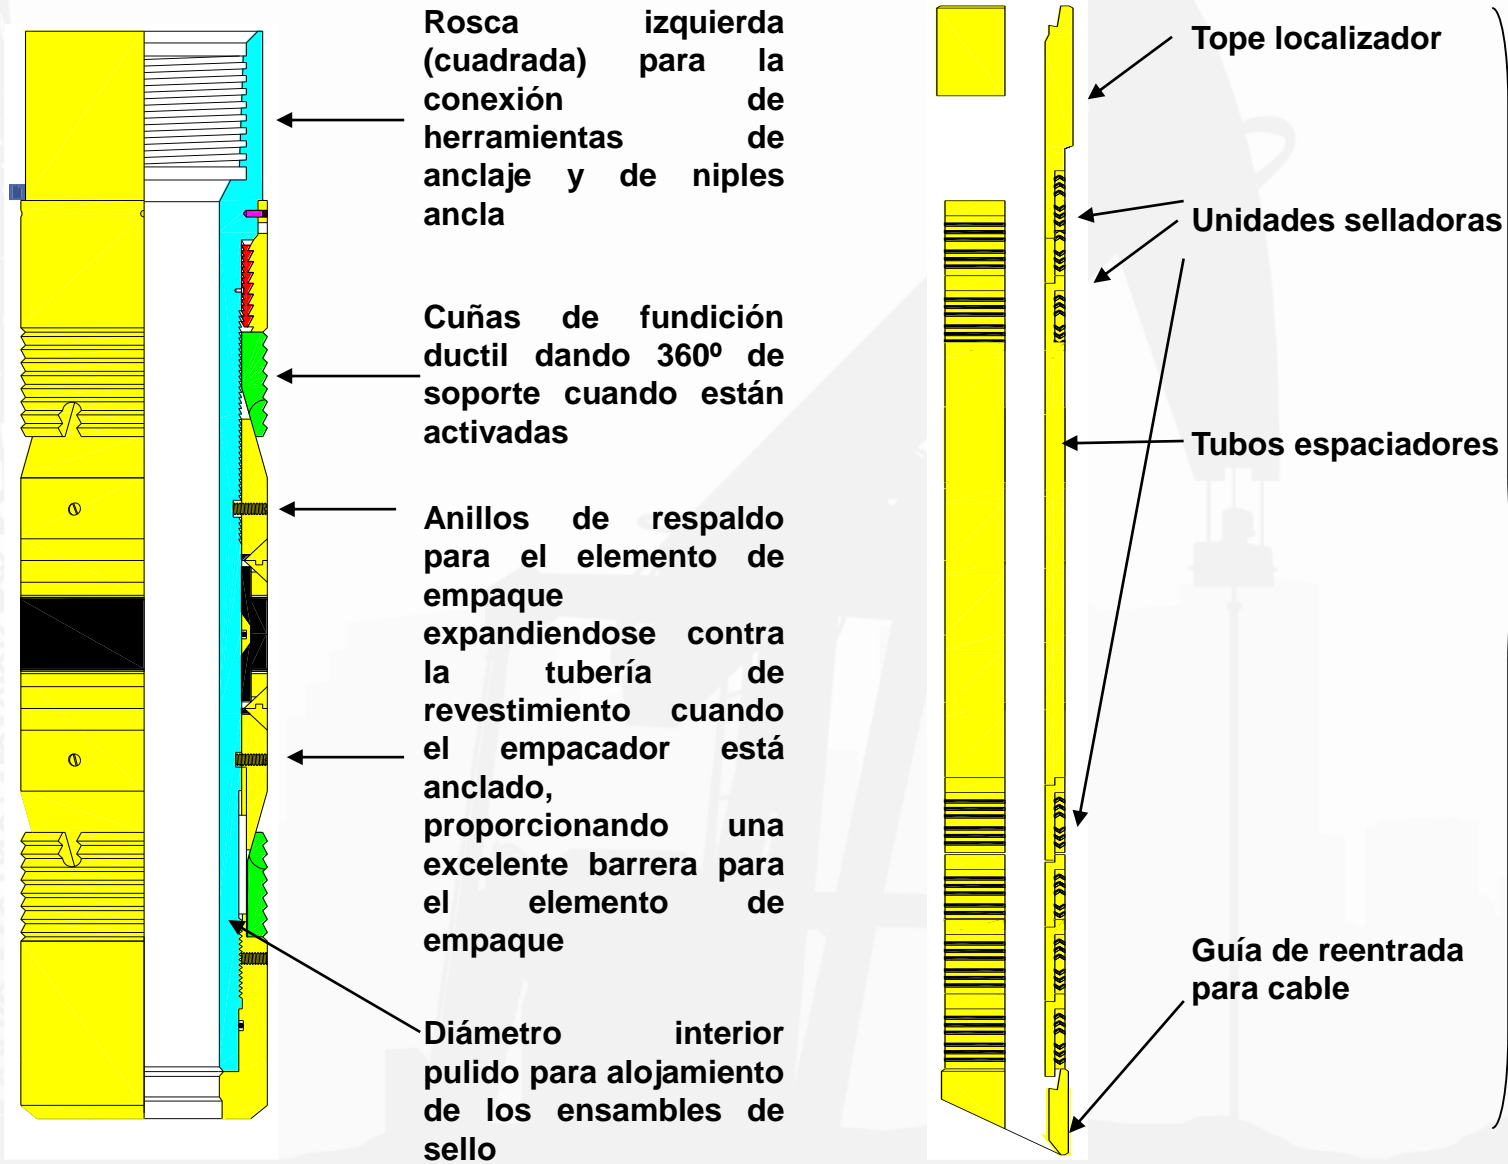 Rosca izquierda
(cuadrada) para la
conexión de
herramientas de
anclaje y de niples
ancla
Cuñas de fundición
ductil dando 360º de
soporte cuando están
activadas
Anillos de respaldo
para el elemento de
empaque
expandiendose contra
la tubería de
revestimiento cuando
el empacador está
anclado,
proporcionando una
excelente barrera para
el elemento de
empaque
Diámetro interior
pulido para alojamiento
de los ensambles de
sello
Tope localizador
Unidades selladoras
Tubos espaciadores
Guía de reentrada
para cable